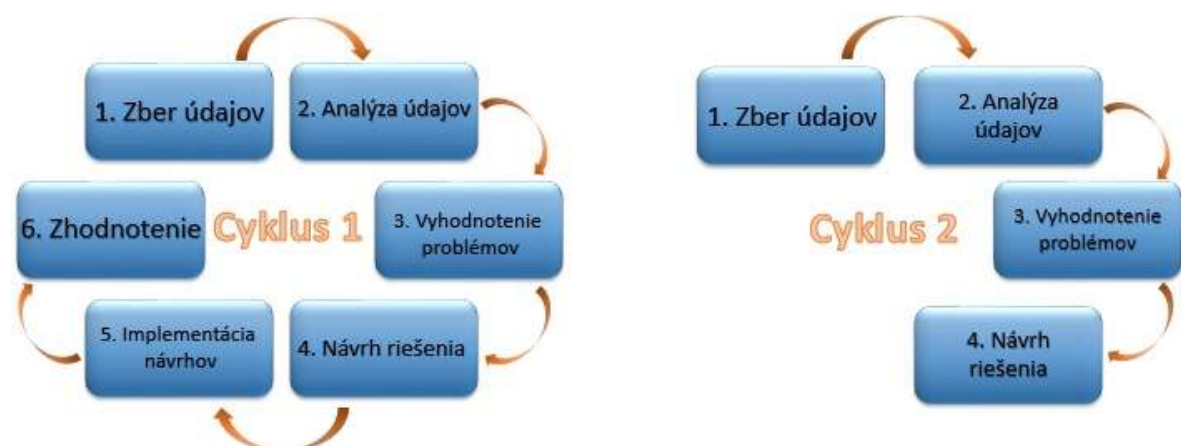 1. Zber údajov
2. Analýza údajov
3. Vyhodnotenie
problémov
4. Návrh riešenia
5. Implementácia
návrhov
6. Zhodnotenie
Cyklus 1
1. Zber údajov
2. Analýza
údajov
3. Vyhodnotenie
problémov
4. Návrh
riešenia
Cyklus 2